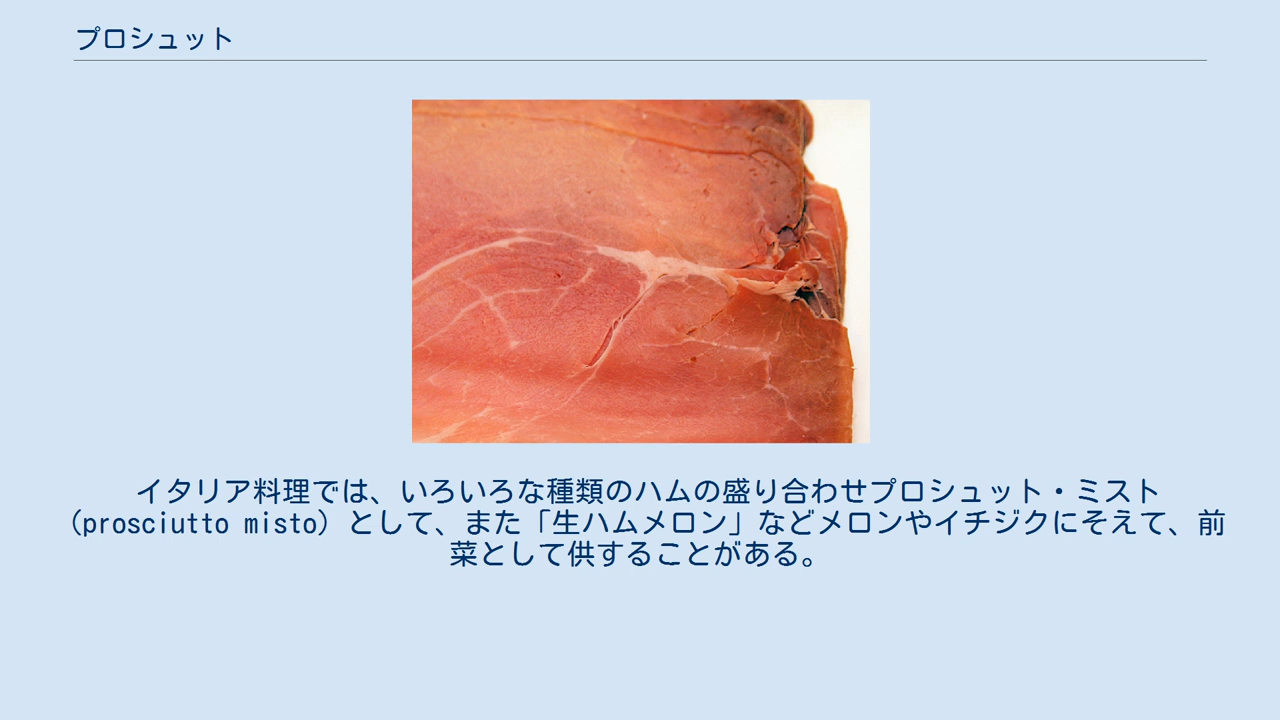 プロシュット
イタリア料理では、いろいろな種類のハムの盛り合わせプロシュット・ミスト
(prosciutto misto) として、また「生ハムメロン」などメロンやイチジクにそえて、前
菜として供することがある。